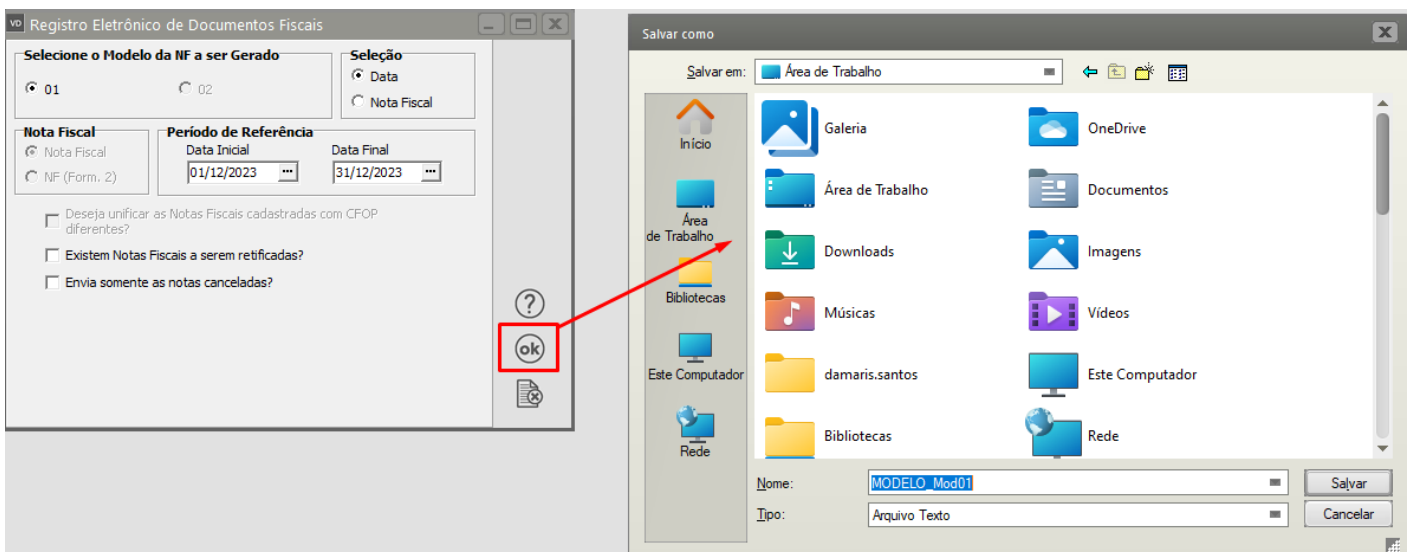 VD Registro Eletrônico de Documentos Fiscais
Selecione o Modelo da NF a ser Gerado
01
02
Seleção
Data
Nota Fiscal
Nota Fiscal
Nota Fiscal
NF (Form. 2)
Período de Referência
Data Inicial
Data Final
01/12/2023 ...
31/12/2023 ...
Deseja unificar as Notas Fiscais cadastradas com CFOP
diferentes?
Existem Notas Fiscais a serem retificadas?
Envia somente as notas canceladas?
?
ok
Salvar como
Salvar em:
Área de Trabalho
Início
Área
de Trabalho
Bibliotecas
Este Computador
Rede
Galeria
OneDrive
Área de Trabalho
Documentos
Downloads
Imagens
Músicas
Vídeos
damaris.santos
Este Computador
Bibliotecas
Rede
Nome:
MODELO_Mod01
Salvar
Tipo:
Arquivo Texto
Cancelar